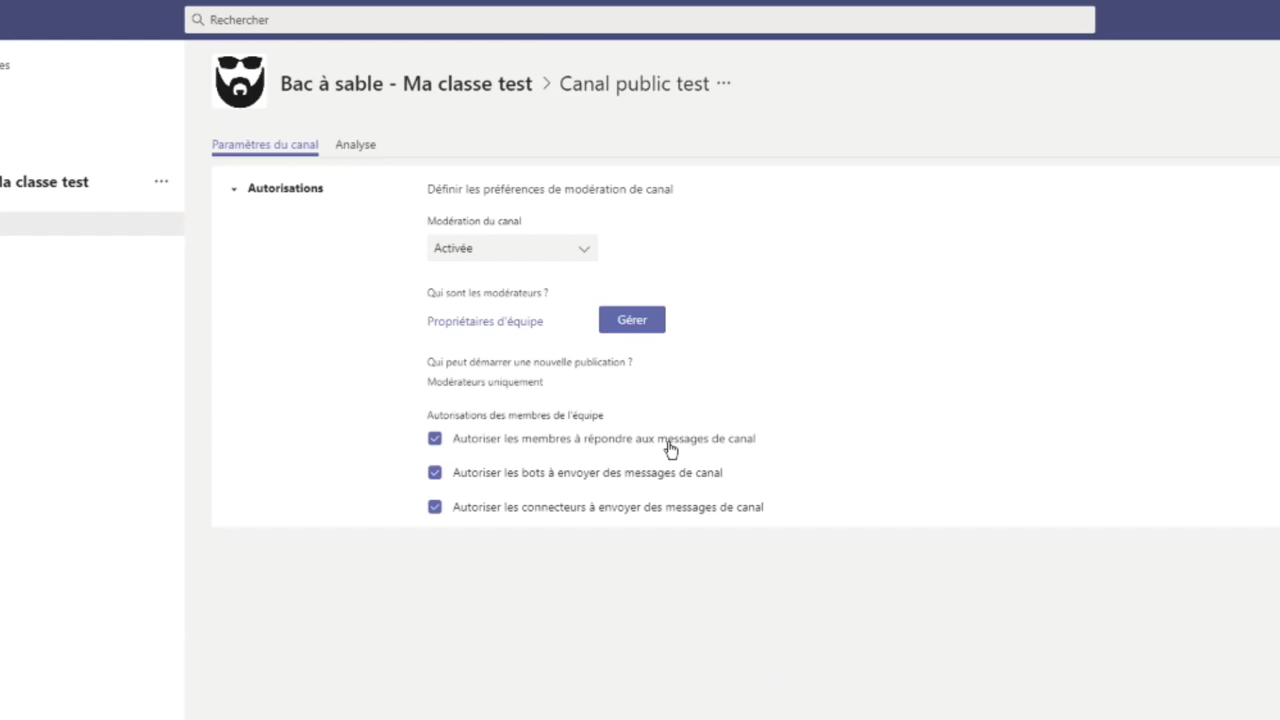 Rechercher
es
Bac à sable - Ma classe test > Canal public test ...
Paramètres du canal
Analyse
la classe test ...
Autorisations
Définir les préférences de modération de canal
Modération du canal
Activée
Qui sont les modérateurs ?
Propriétaires d'équipe
Gérer
Qui peut démarrer une nouvelle publication ?
Modérateurs uniquement
Autorisations des membres de l'équipe
Autoriser les membres à répondre aux messages de canal
Autoriser les bots à envoyer des messages de canal
Autoriser les connecteurs à envoyer des messages de canal